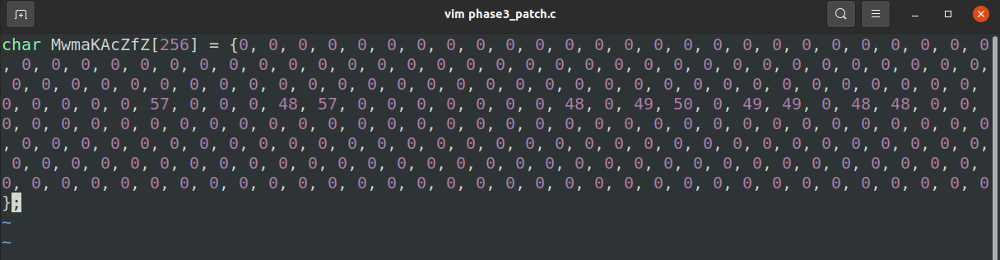 vim phase3_patch.c
char MwmaKAcZfZ[256] = {0, 0, 0, 0, 0, 0, 0, 0, 0, 0, 0, 0, 0, 0, 0, 0, 0, 0, 0, 0, 0, 0, 0, 0, 0, 0
, 0, 0, 0, 0, 0, 0, 0, 0, 0, 0, 0, 0, 0, 0, 0, 0, 0, 0, 0, 0, 0, 0, 0, 0, 0, 0, 0, 0, 0, 0, 0, 0, 0,
0, 0, 0, 0, 0, 0, 0, 0, 0, 0, 0, 0, 0, 0, 0, 0, 0, 0, 0, 0, 0, 0, 0, 0, 0, 0, 0, 0, 0, 0, 0, 0, 0,
0, 0, 0, 0, 0, 57, 0, 0, 0, 48, 57, 0, 0, 0, 0, 0, 0, 0, 48, 0, 49, 50, 0, 49, 49, 0, 48, 48, 0, 0,
0, 0, 0, 0, 0, 0, 0, 0, 0, 0, 0, 0, 0, 0, 0, 0, 0, 0, 0, 0, 0, 0, 0, 0, 0, 0, 0, 0, 0, 0, 0, 0, 0, 0
, 0, 0, 0, 0, 0, 0, 0, 0, 0, 0, 0, 0, 0, 0, 0, 0, 0, 0, 0, 0, 0, 0, 0, 0, 0, 0, 0, 0, 0, 0, 0, 0, 0,
0, 0, 0, 0, 0, 0, 0, 0, 0, 0, 0, 0, 0, 0, 0, 0, 0, 0, 0, 0, 0, 0, 0, 0, 0, 0, 0, 0, 0, 0, 0, 0, 0,
0, 0, 0, 0, 0, 0, 0, 0, 0, 0, 0, 0, 0, 0, 0, 0, 0, 0, 0, 0, 0, 0, 0, 0, 0, 0, 0, 0, 0, 0, 0, 0, 0, 0
};
~
~